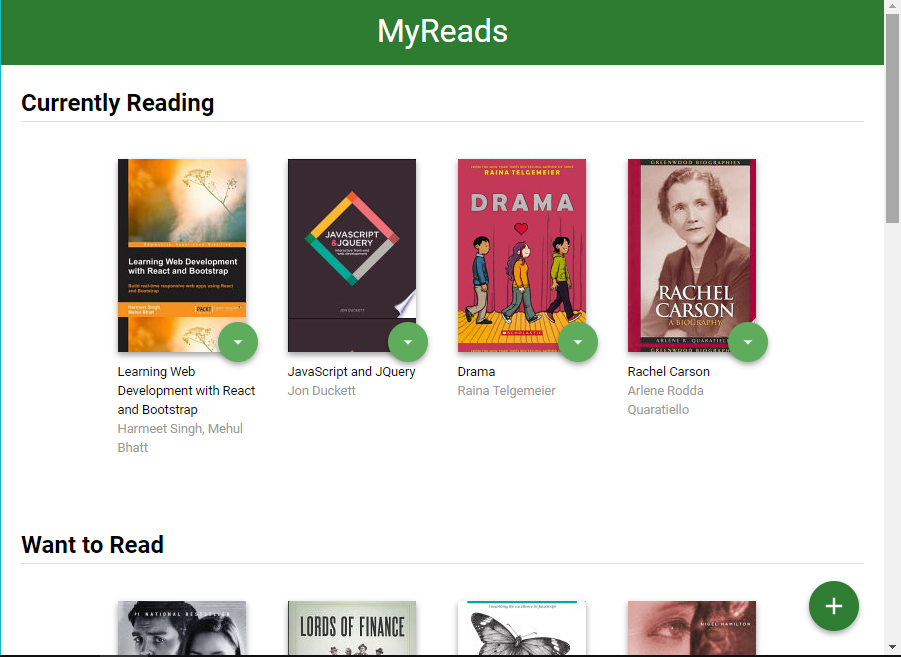 MyReads
Currently Reading
Community Experience Distilled
Learning Web Development
with React and Bootstrap
Build real-time responsive web apps using React
and Bootstrap
Harmeet Singh
Mehul Bhatt
PACKT
JAVASCRIPT
&JQUERY
interactive front-end
web development
JON DUCKETT
RAINA TELGEMEIER
DRAMA
SCHOLASTIC
GREENWOOD BIOGRAPHIES
RACHEL
CARSON
A BIOGRAPHY
ARLENE R. QUARATIELLO
GREENWOOD BIOGRAPHIES
Learning Web
Development with React
and Bootstrap
Harmeet Singh, Mehul
Bhatt
JavaScript and JQuery
Jon Duckett
Drama
Raina Telgemeier
Rachel Carson
Arlene Rodda
Quaratiello
Want to Read
#1 NATIONAL BESTSELLER
LORDS OF FINANCE
NIGEL HAMILTON